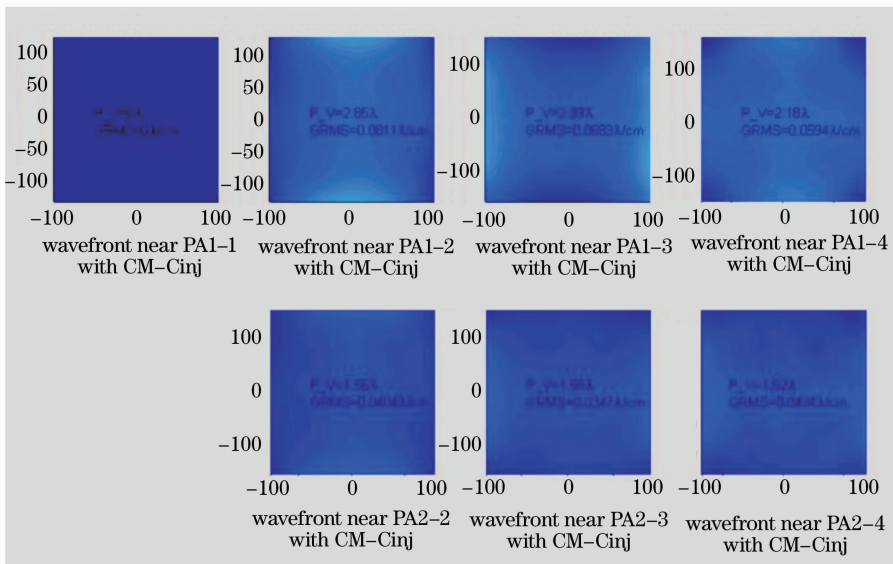 100
50
0
−50
−100
−100 0 100
wavefront near PA1−1
with CM−Cinj
100
50
0
−50
−100
−100 0 100
P_V=2.65λ
GRMS=0.0811λ/cm
wavefront near PA1−2
with CM−Cinj
100
0
−100
−100 0 100
wavefront near PA1−3
with CM−Cinj
100
0
−100
−100 0 100
P_V=2.18λ
GRMS=0.0594λ/cm
wavefront near PA1−4
with CM−Cinj
100
0
−100
−100 0 100
wavefront near PA2−2
with CM−Cinj
100
0
−100
−100 0 100
wavefront near PA2−3
with CM−Cinj
−100 0 100
wavefront near PA2−4
with CM−Cinj